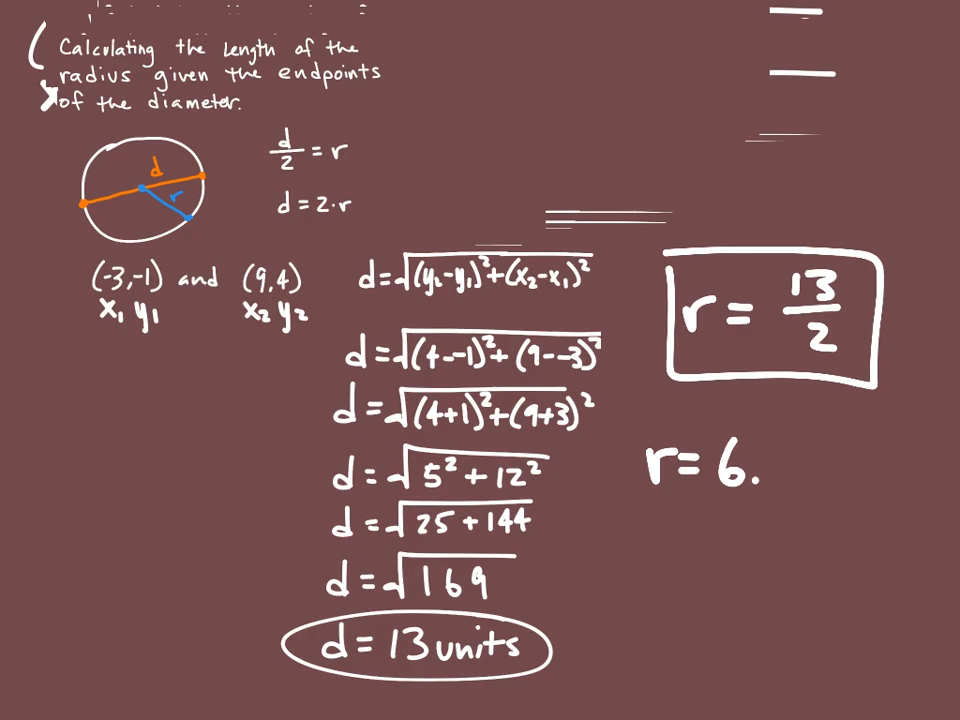 Calculating the Length of the
radius given the endpoints
of the diameter.
d
r
d/2 = r
d = 2·r
(-3,-1) and (9,4)
x₁ y₁ x₂ y₂
d=√(y₂-y₁)²+(x₂-x₁)²
d=√(4--1)²+(9--3)²
d=√(4+1)²+(9+3)²
d=√5²+12²
d=√25+144
d=√169
d=13 units
r= 13/2
r=6.